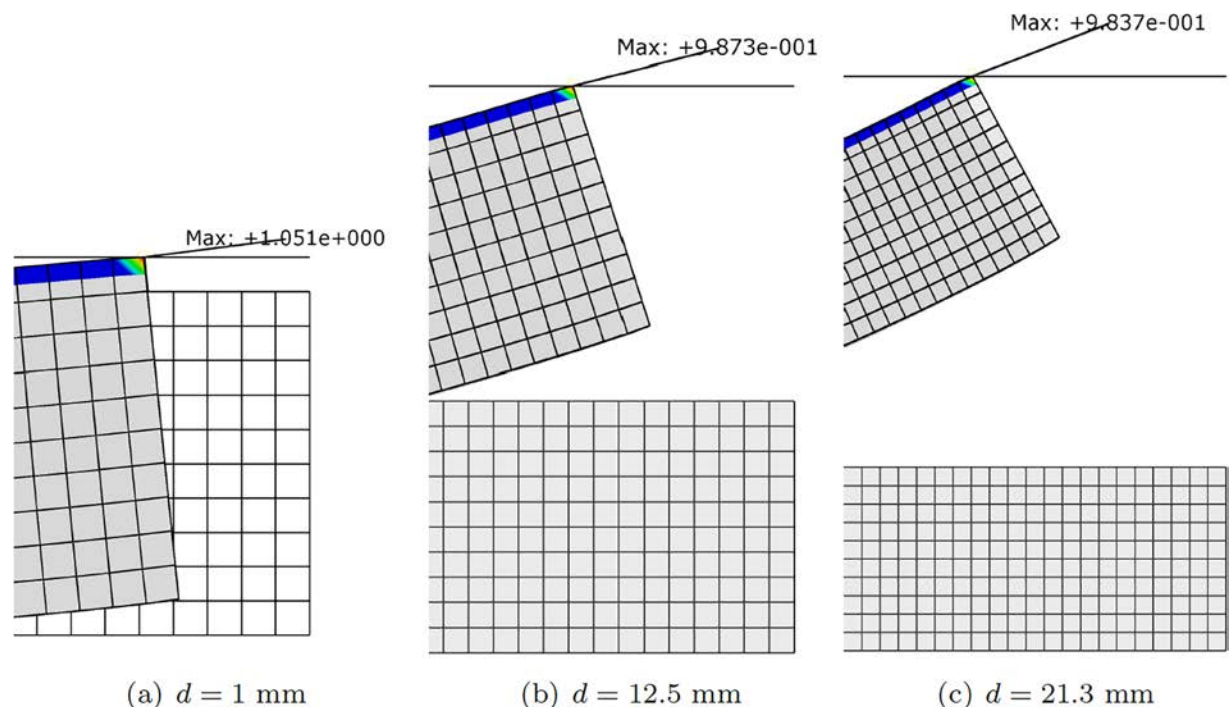 Max: +9.873e-001
Max: +9.837e-001
Max: +1.051e+000
(a) d = 1 mm
(b) d = 12.5 mm
(c) d = 21.3 mm